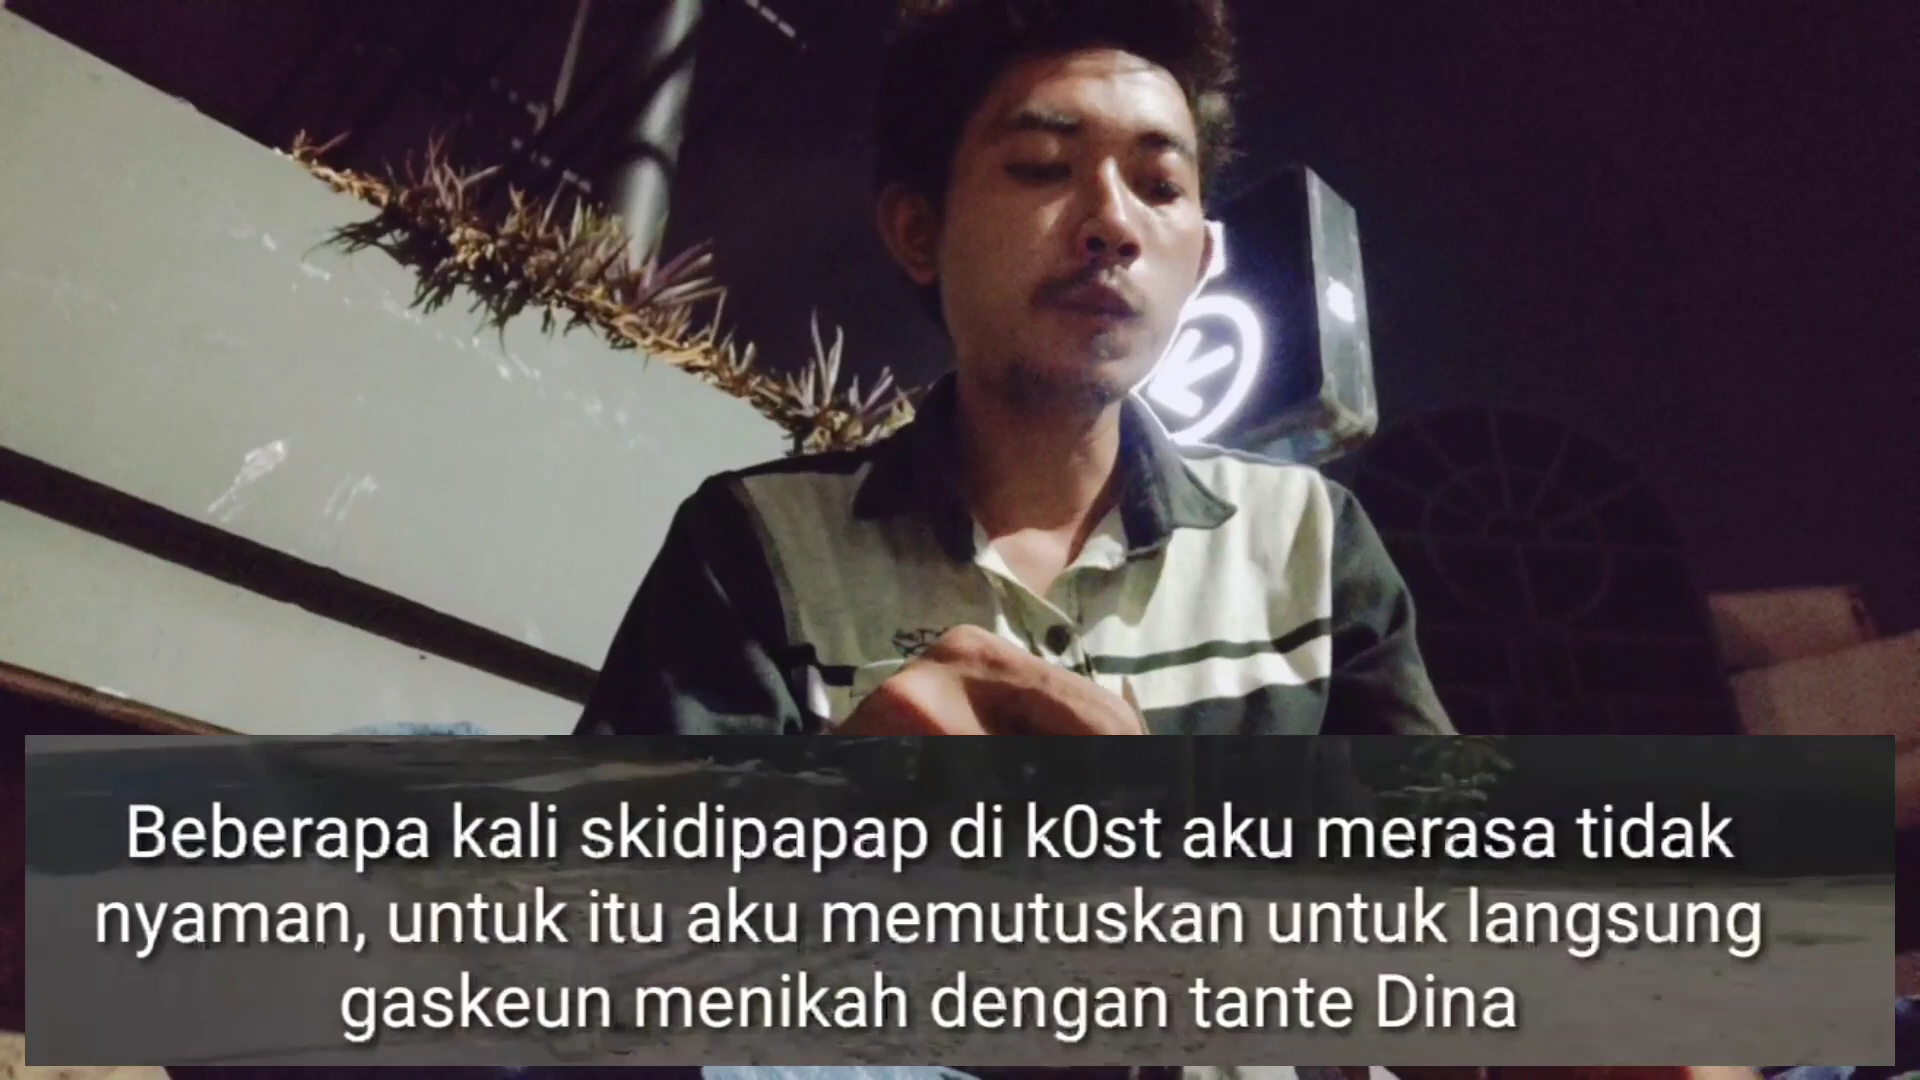 K
Beberapa kali skidipapap di k0st aku merasa tidak
nyaman, untuk itu aku memutuskan untuk langsung
gaskeun menikah dengan tante Dina